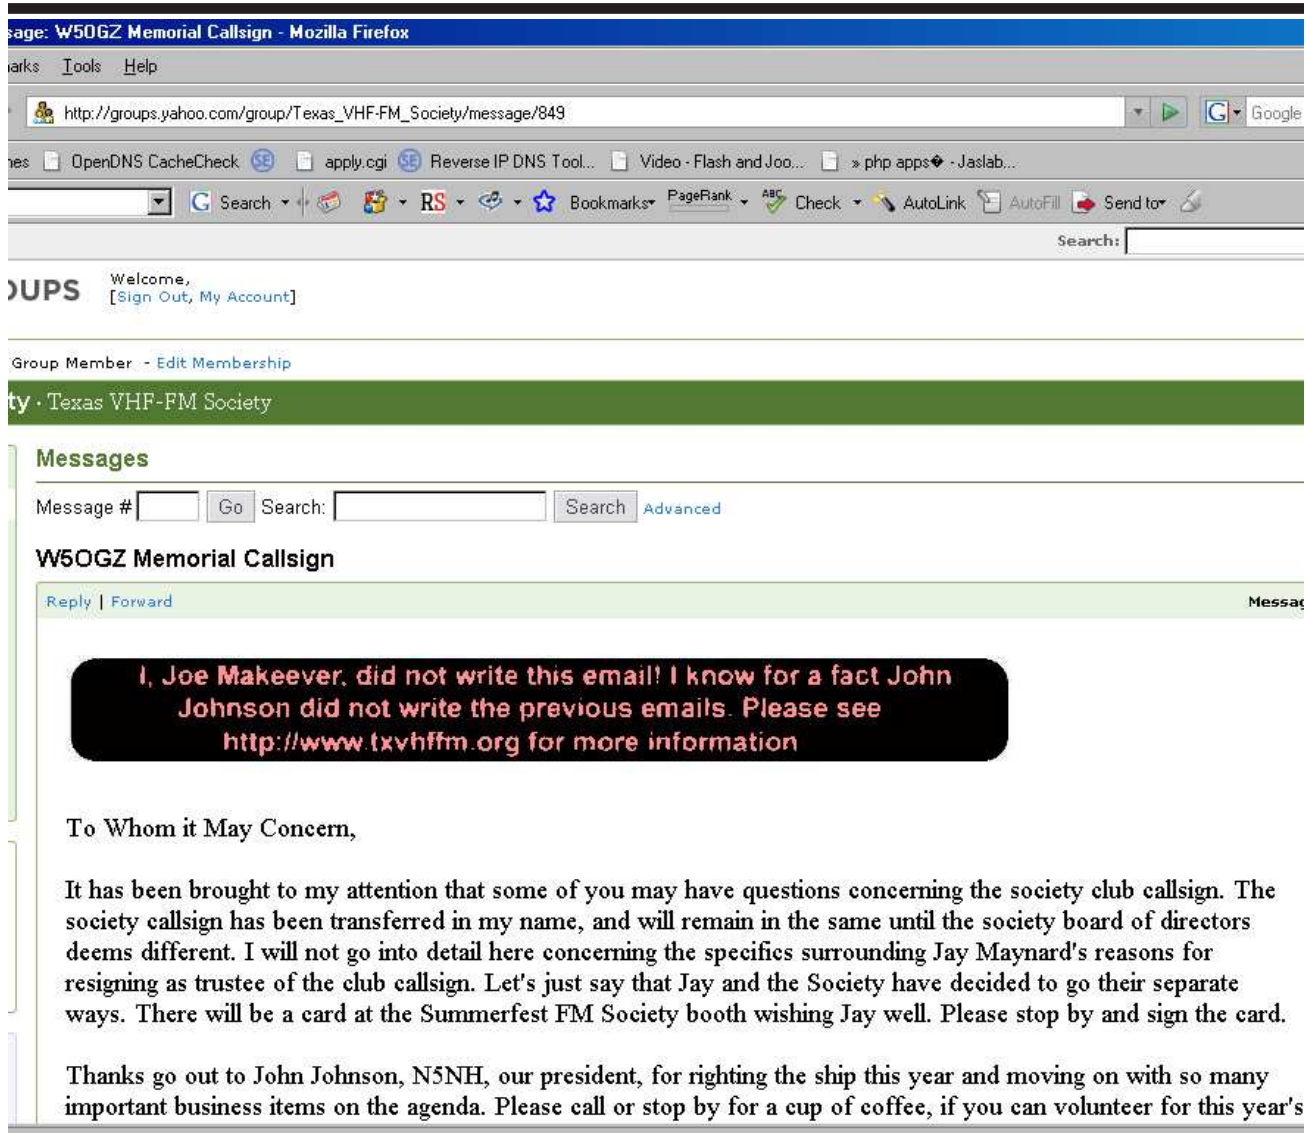 sage: W5OGZ Memorial Callsign - Mozilla Firefox
arks Tools Help
http://groups.yahoo.com/group/Texas_VHF-FM_Society/message/849 G Google
nes OpenDNS CacheCheck SE apply.cgi SE Reverse IP DNS Tool... Video - Flash and Joo... » php apps� - Jaslab...
G Search RS Bookmarks PageRank ABC Check AutoLink AutoFill Send to
Search:
OUPS Welcome,
[Sign Out, My Account]
Group Member - Edit Membership
ty · Texas VHF-FM Society
Messages
Message # Go Search: Search Advanced
W5OGZ Memorial Callsign
Reply | Forward Messag
I, Joe Makeever, did not write this email! I know for a fact John
Johnson did not write the previous emails. Please see
http://www.txvhffm.org for more information
To Whom it May Concern,
It has been brought to my attention that some of you may have questions concerning the society club callsign. The
society callsign has been transferred in my name, and will remain in the same until the society board of directors
deems different. I will not go into detail here concerning the specifics surrounding Jay Maynard's reasons for
resigning as trustee of the club callsign. Let's just say that Jay and the Society have decided to go their separate
ways. There will be a card at the Summerfest FM Society booth wishing Jay well. Please stop by and sign the card.
Thanks go out to John Johnson, N5NH, our president, for righting the ship this year and moving on with so many
important business items on the agenda. Please call or stop by for a cup of coffee, if you can volunteer for this year's